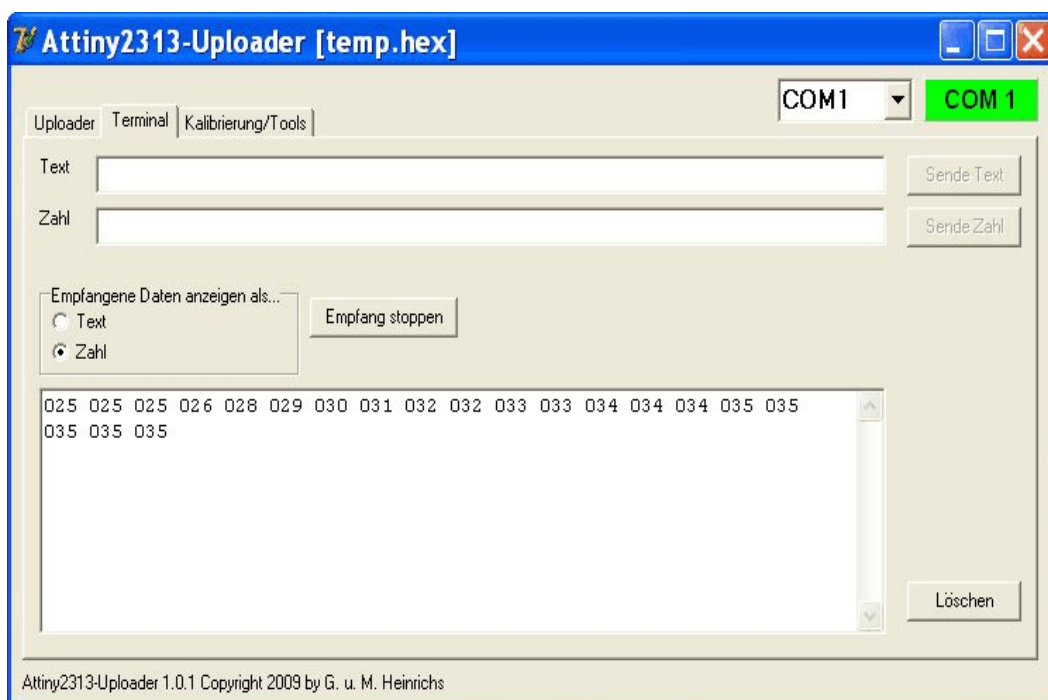 Attiny2313-Uploader [temp.hex]
COM1
COM 1
Uploader Terminal Kalibrierung/Tools
Text
Sende Text
Zahl
Sende Zahl
Empfangene Daten anzeigen als...
Text
Zahl
Empfang stoppen
025 025 025 026 028 029 030 031 032 032 033 033 034 034 034 035 035
035 035 035
Löschen
Attiny2313-Uploader 1.0.1 Copyright 2009 by G. u. M. Heinrichs